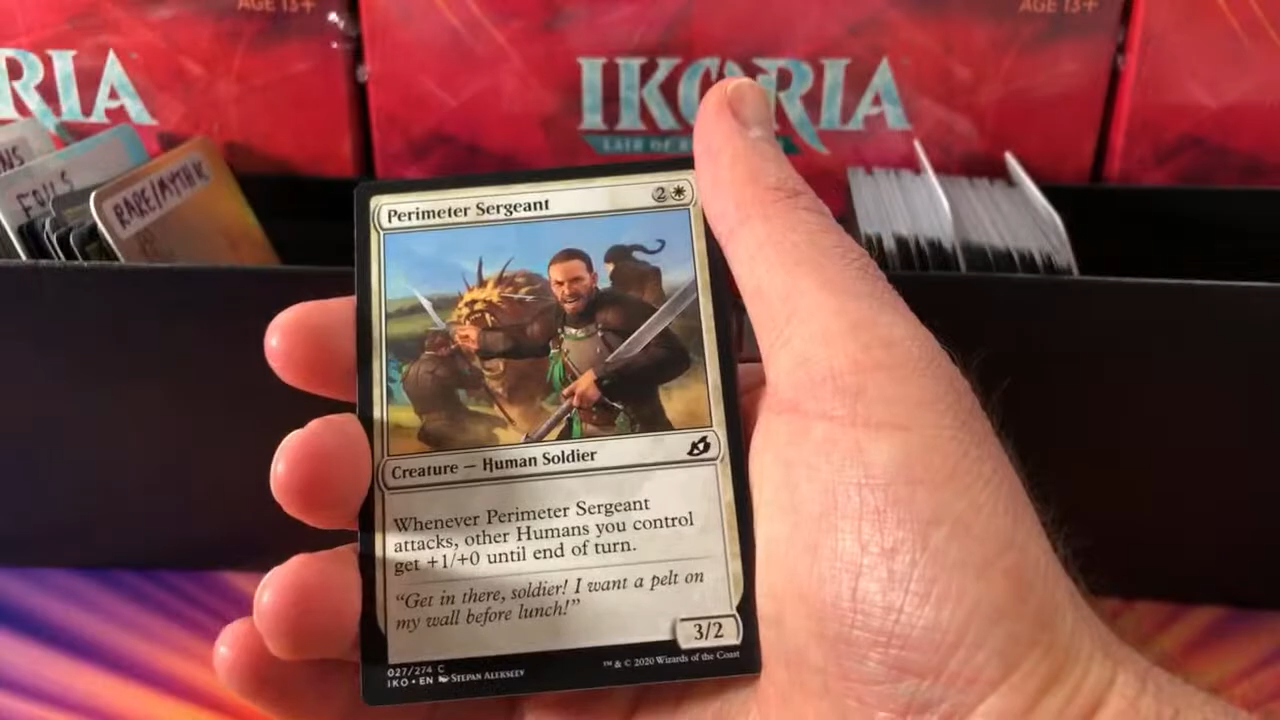 AGE 13+
AGE 13+
RIA
IKORIA
LAIR OF
NS
FOILS
RARE/MYTHIC
Perimeter Sergeant
2
Creature — Human Soldier
Whenever Perimeter Sergeant
attacks, other Humans you control
get +1/+0 until end of turn.
“Get in there, soldier! I want a pelt on
my wall before lunch!”
3/2
027/274 C
IKO • EN STEPAN ALEKSEEV
™ & © 2020 Wizards of the Coast